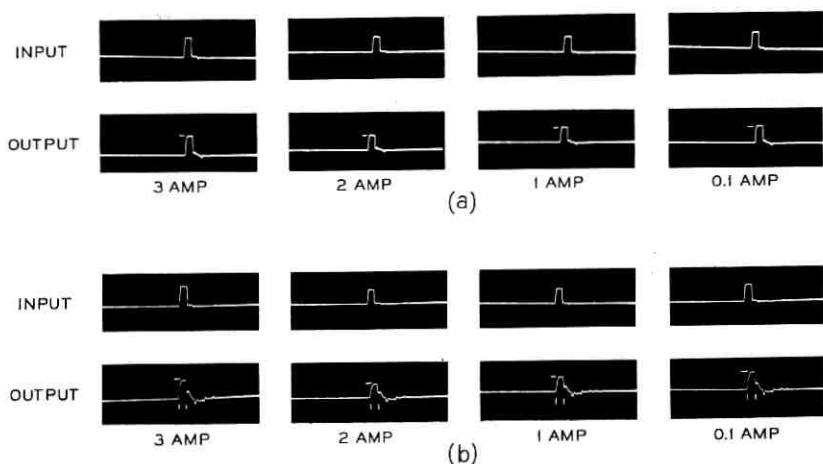 INPUT
OUTPUT
3 AMP 2 AMP 1 AMP 0.1 AMP
(a)
INPUT
OUTPUT
3 AMP 2 AMP 1 AMP 0.1 AMP
(b)